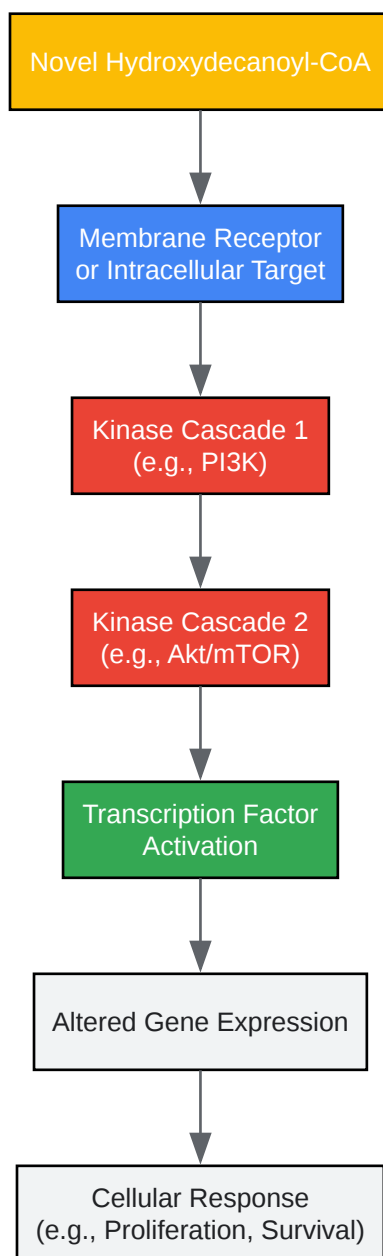 Novel Hydroxydecanoyl-CoA
Membrane Receptor
or Intracellular Target
Kinase Cascade 1
(e.g., PI3K)
Kinase Cascade 2
(e.g., Akt/mTOR)
Transcription Factor
Activation
Altered Gene Expression
Cellular Response
(e.g., Proliferation, Survival)